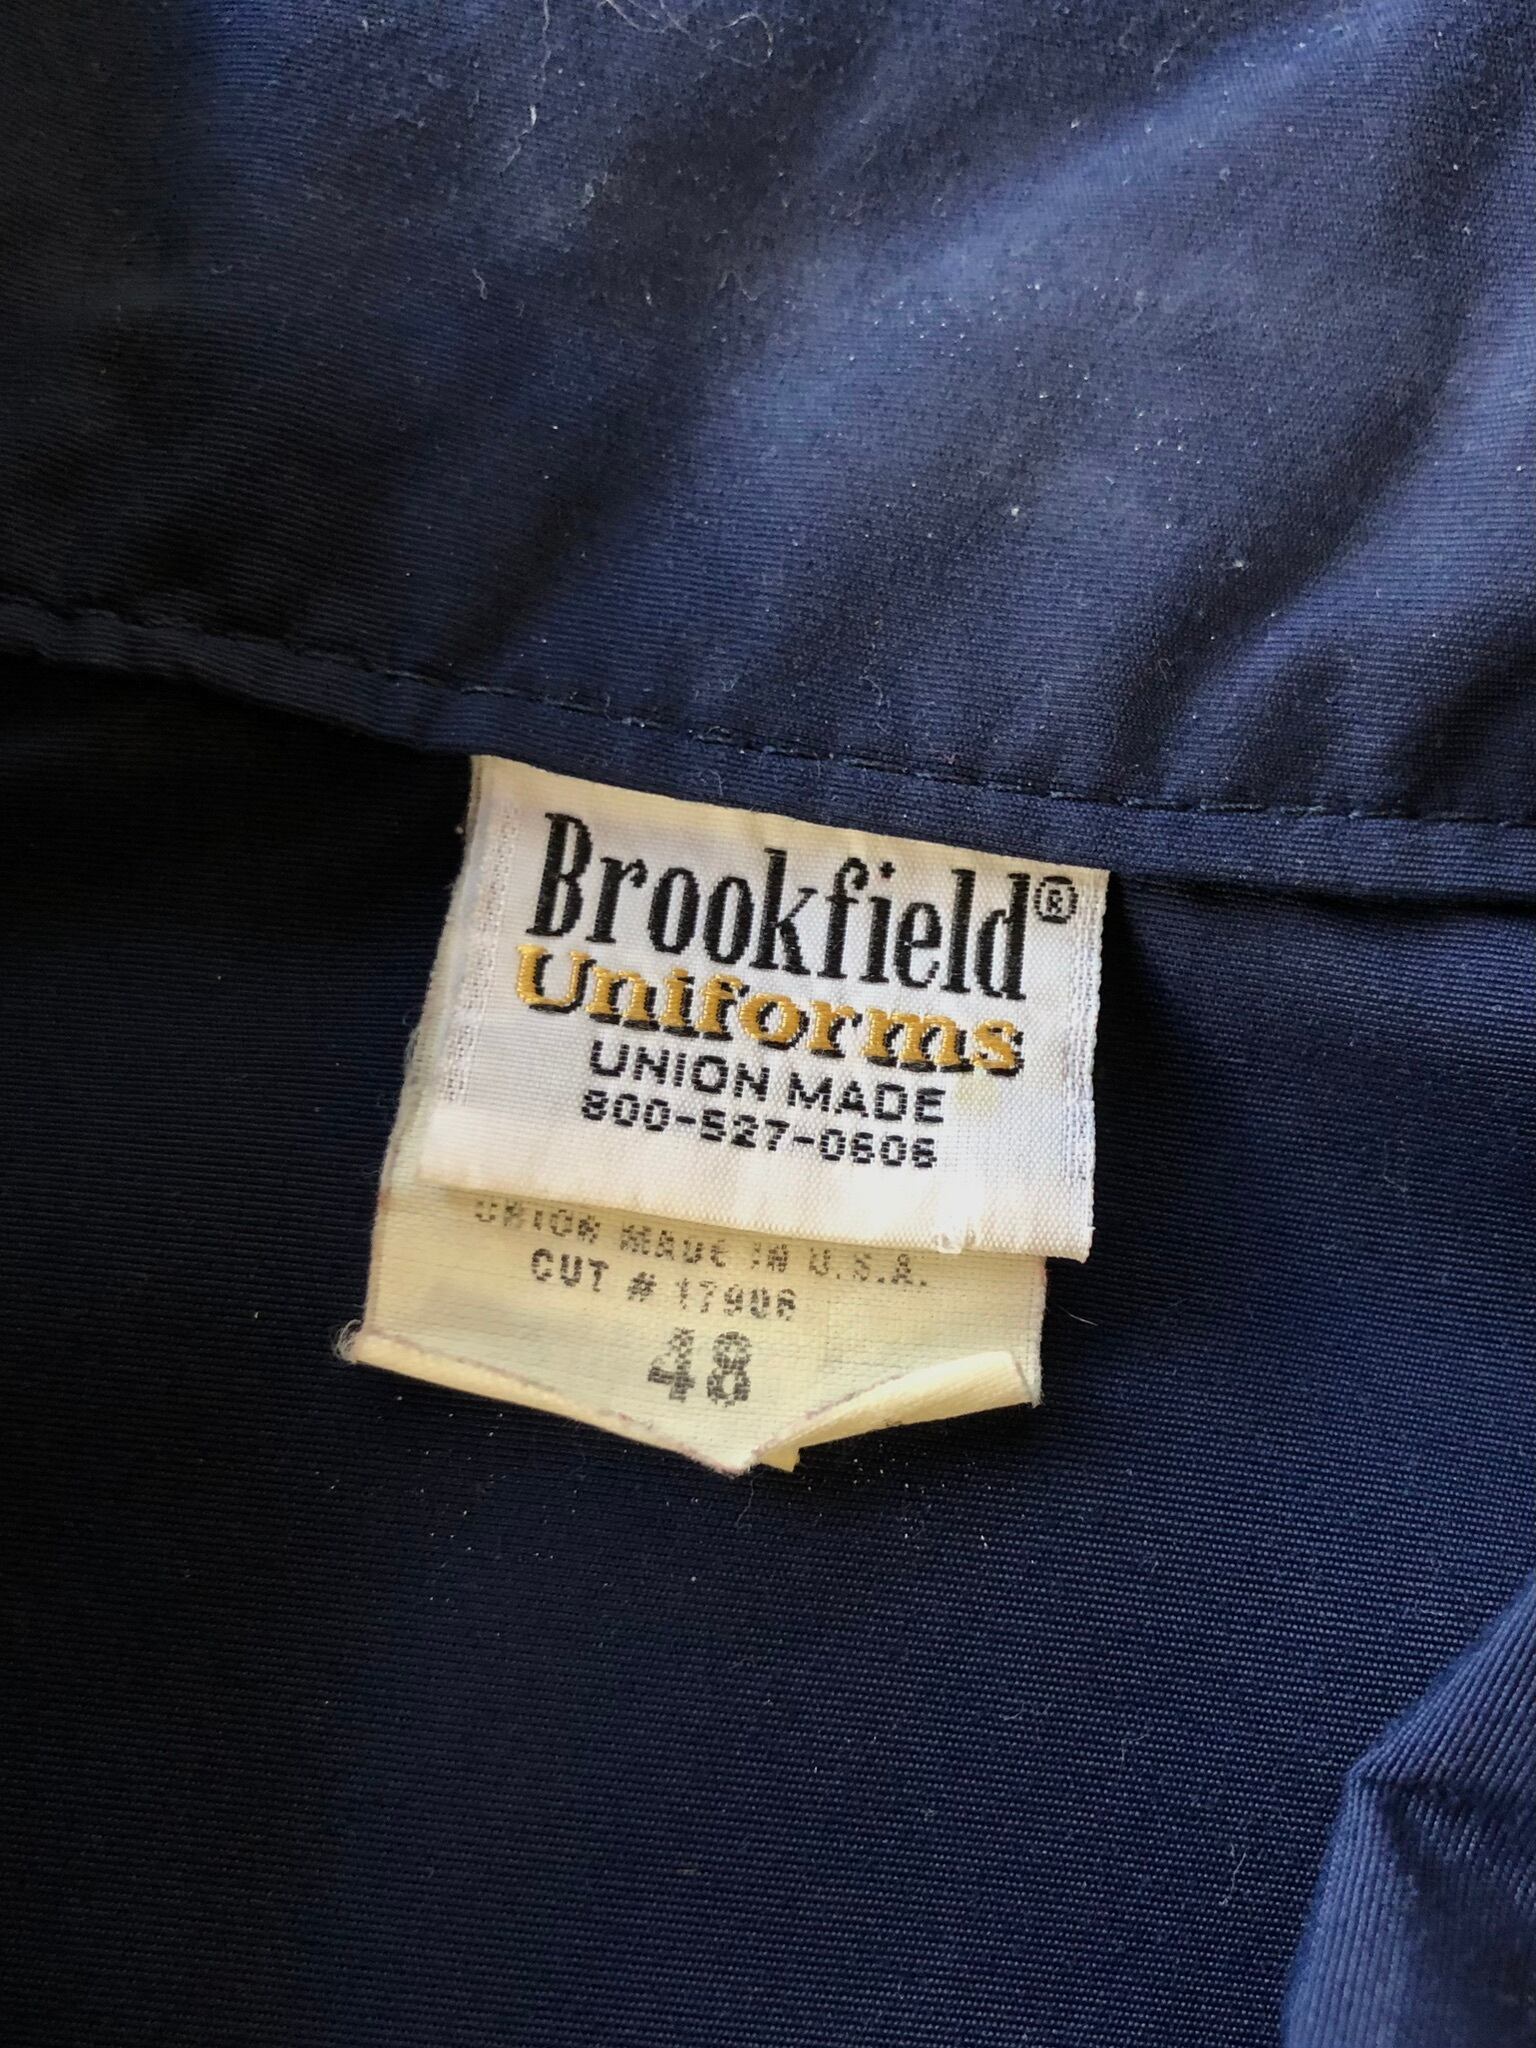 Brookfield®
Uniforms
UNION MADE
800-527-0606
UNION MADE IN U.S.A.
CUT # 17906
48